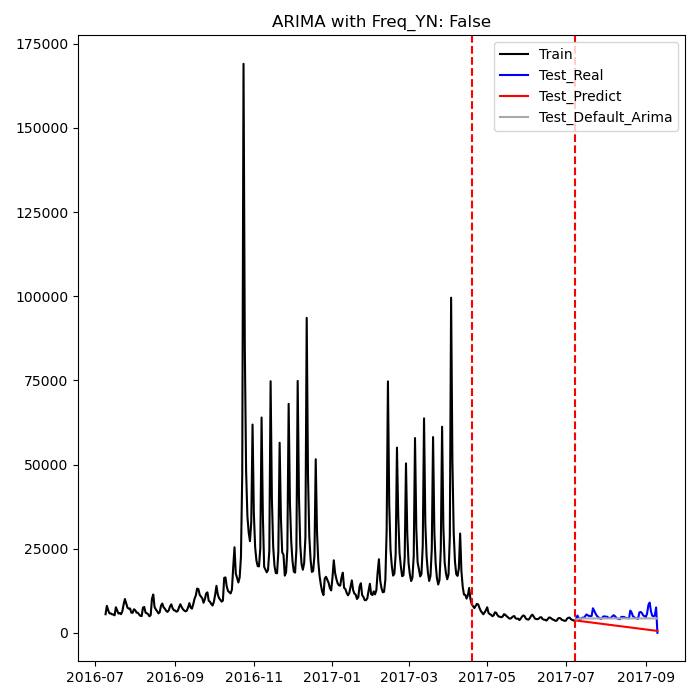 ARIMA with Freq_YN: False
Train
Test_Real
Test_Predict
Test_Default_Arima
175000
150000
125000
100000
75000
50000
25000
0
2016-07 2016-09 2016-11 2017-01 2017-03 2017-05 2017-07 2017-09